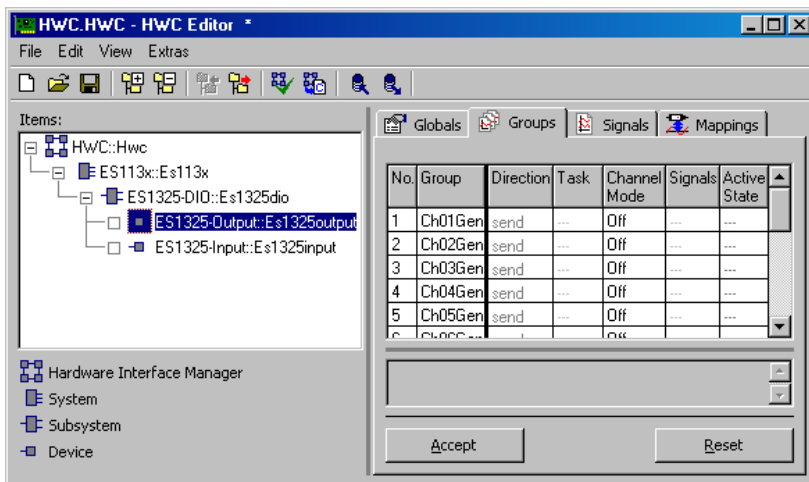 HWC.HWC - HWC Editor *
File Edit View Extras
Items:
HWC::Hwc
ES113x::Es113x
ES1325-DIO::Es1325dio
ES1325-Output::Es1325output
ES1325-Input::Es1325input
Hardware Interface Manager
System
Subsystem
Device
Globals Groups Signals Mappings
No. Group Direction Task Channel Mode Signals Active State
1 Ch01Gen send --- Off --- ---
2 Ch02Gen send --- Off --- ---
3 Ch03Gen send --- Off --- ---
4 Ch04Gen send --- Off --- ---
5 Ch05Gen send --- Off --- ---
Accept Reset